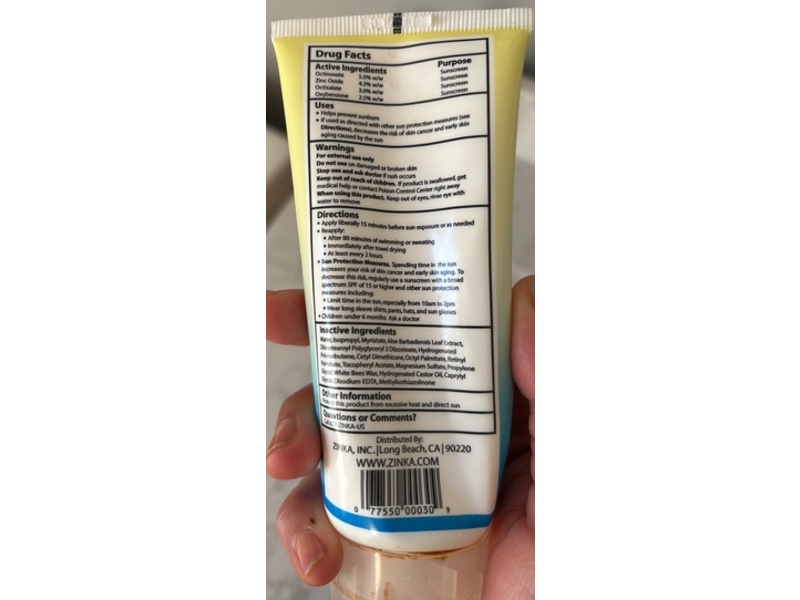 Drug Facts
Active Ingredients Purpose
Octinoxate 5.0% w/w Sunscreen
Zinc Oxide 4.3% w/w Sunscreen
Octisalate 3.0% w/w Sunscreen
Oxybenzone 2.5% w/w Sunscreen
Uses
• Helps prevent sunburn
• If used as directed with other sun protection measures (see
Directions), decreases the risk of skin cancer and early skin
aging caused by the sun
Warnings
For external use only
Do not use on damaged or broken skin
Stop use and ask doctor if rash occurs
Keep out of reach of children. If product is swallowed, get
medical help or contact Poison Control Center right away
When using this product. Keep out of eyes, rinse eye with
water to remove
Directions
• Apply liberally 15 minutes before sun exposure or as needed
• Reapply:
• After 80 minutes of swimming or sweating
• Immediately after towel drying
• At least every 2 hours
• Sun Protection Measures. Spending time in the sun
increases your risk of skin cancer and early skin aging. To
decrease this risk, regularly use a sunscreen with a broad
spectrum SPF of 15 or higher and other sun protection
measures including:
• Limit time in the sun, especially from 10am to 2pm
• Wear long sleeve shirts, pants, hats, and sun glasses
• Children under 6 months: Ask a doctor
Inactive Ingredients
Water, Isopropyl, Myristate, Aloe Barbadensis Leaf Extract,
Polyglyceryl 3 Diisostearate, Hydrogenated
Cetyl Dimethicone, Octyl Palmitate, Retinyl
Palmitate, Tocopheryl Acetate, Magnesium Sulfate, Propylene
Glycol, White Bees Wax, Hydrogenated Castor Oil, Caprylyl
Glycol, Disodium EDTA, Methylisothiazolinone
Other Information
Protect this product from excessive heat and direct sun
Questions or Comments?
ZINKA-US
Distributed By:
ZINKA, INC.|Long Beach, CA|90220
WWW.ZINKA.COM
0 77550 00030 9